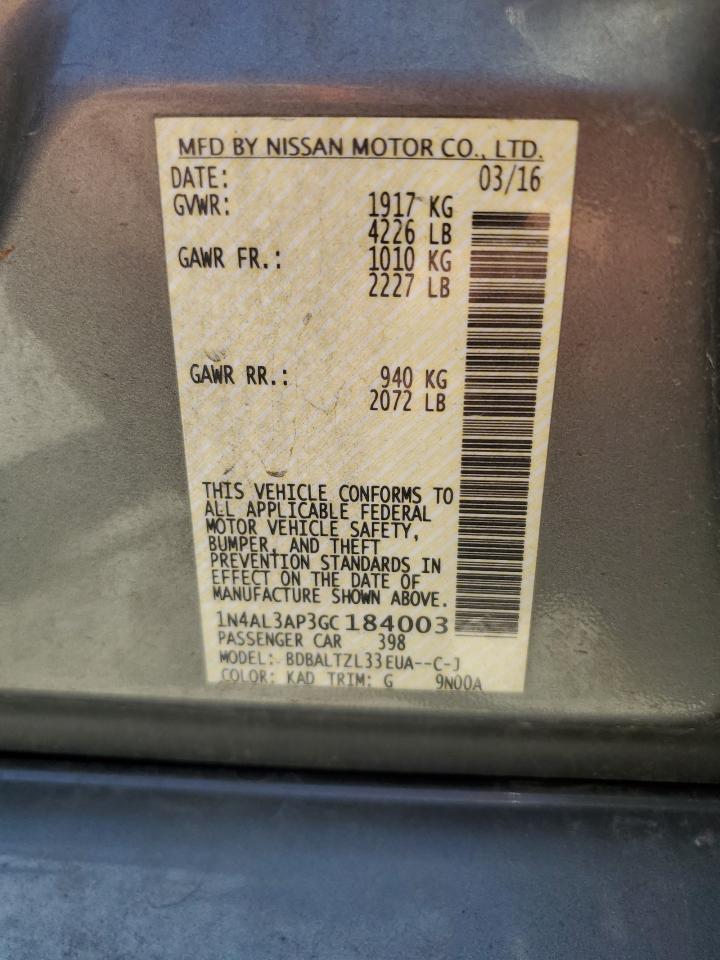 MFD BY NISSAN MOTOR CO., LTD.
DATE: 03/16
GVWR: 1917 KG
4226 LB
GAWR FR.: 1010 KG
2227 LB
GAWR RR.: 940 KG
2072 LB
THIS VEHICLE CONFORMS TO
ALL APPLICABLE FEDERAL
MOTOR VEHICLE SAFETY,
BUMPER, AND THEFT
PREVENTION STANDARDS IN
EFFECT ON THE DATE OF
MANUFACTURE SHOWN ABOVE.
1N4AL3AP3GC184003
PASSENGER CAR 398
MODEL: BDBALTZL33EUA--C-J
COLOR: KAD TRIM: G 9N00A